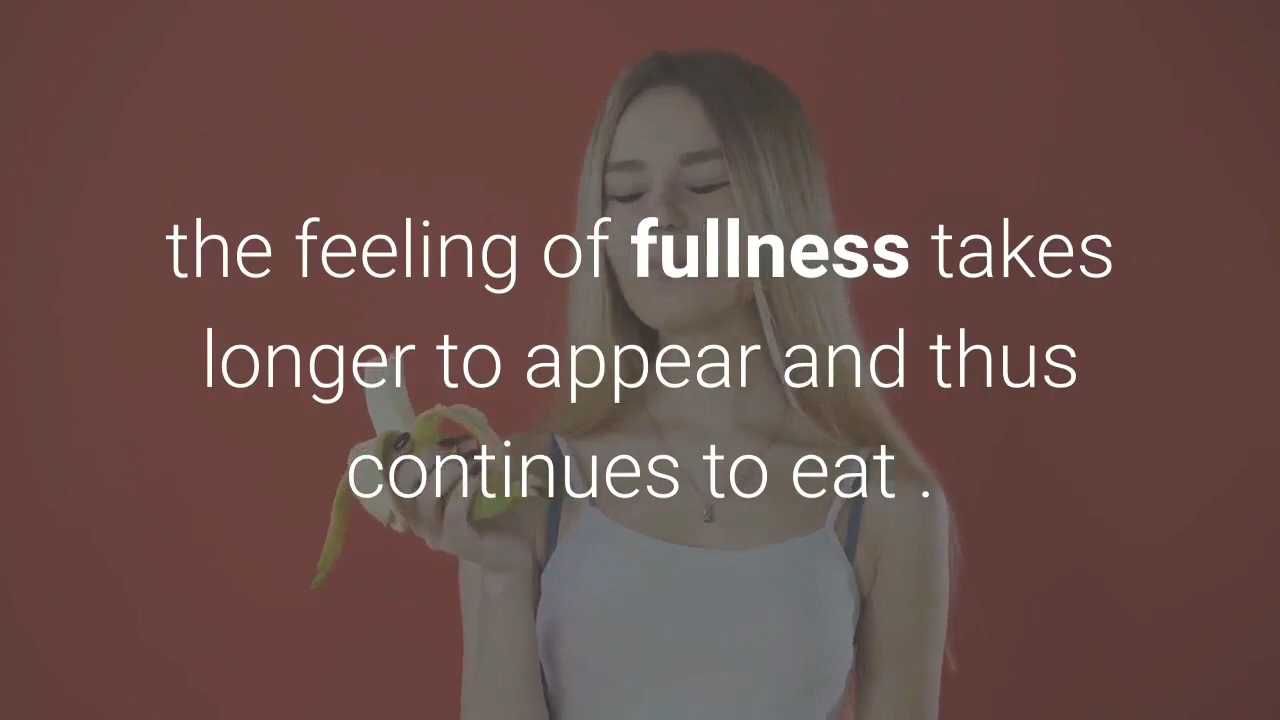 the feeling of fullness takes
longer to appear and thus
continues to eat .